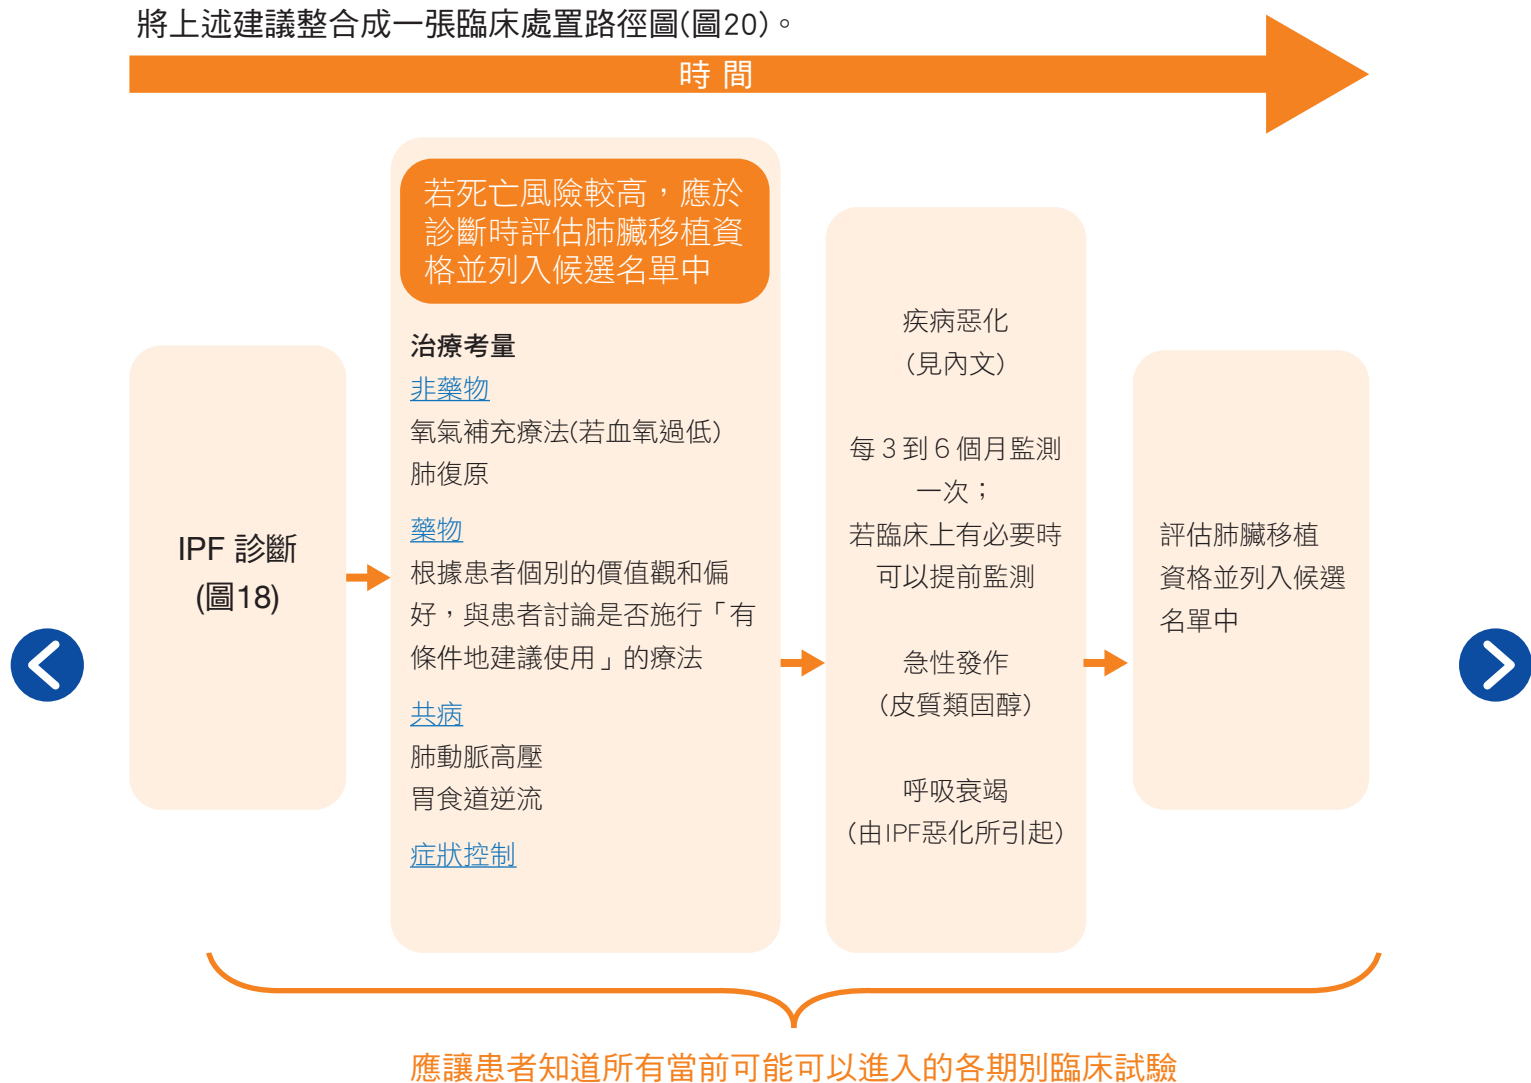 將上述建議整合成一張臨床處置路徑圖(圖20)。
時間
若死亡風險較高，應於
診斷時評估肺臟移植資
格並列入候選名單中
治療考量
非藥物
氧氣補充療法(若血氧過低)
肺復原
藥物
根據患者個別的價值觀和偏
好，與患者討論是否施行「有
條件地建議使用」的療法
共病
肺動脈高壓
胃食道逆流
症狀控制
IPF 診斷
(圖18)
疾病惡化
(見內文)
每3到6個月監測
一次；
若臨床上有必要時
可以提前監測
急性發作
(皮質類固醇)
呼吸衰竭
(由IPF惡化所引起)
評估肺臟移植
資格並列入候選
名單中
應讓患者知道所有當前可能可以進入的各期別臨床試驗